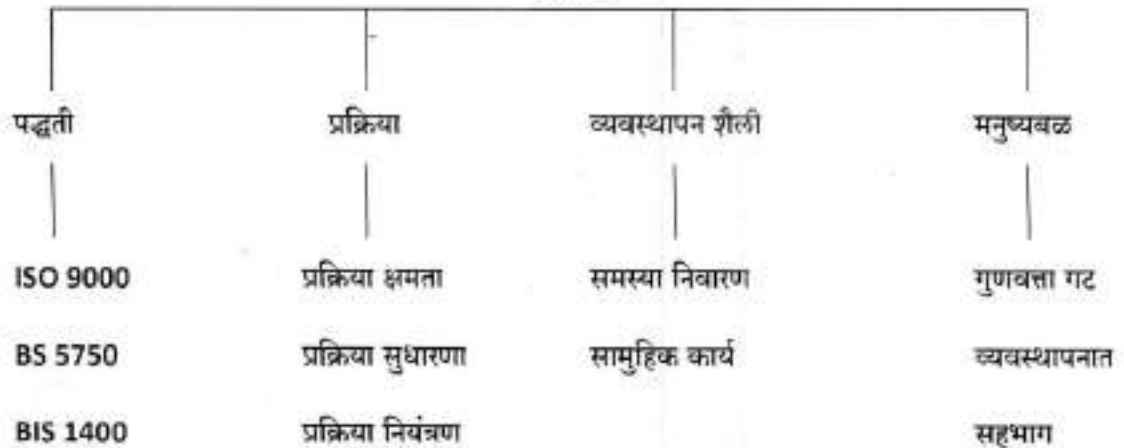 पद्धती प्रक्रिया व्यवस्थापन शैली मनुष्यबळ
ISO 9000 प्रक्रिया क्षमता समस्या निवारण गुणवत्ता गट
BS 5750 प्रक्रिया सुधारणा सामुहिक कार्य व्यवस्थापनात
BIS 1400 प्रक्रिया नियंत्रण सहभाग